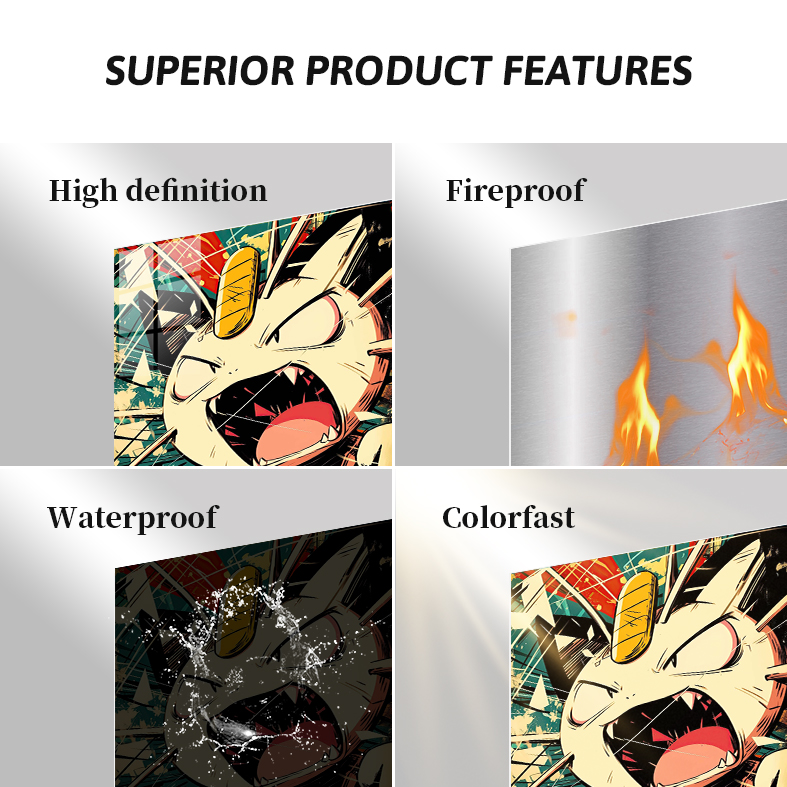 SUPERIOR PRODUCT FEATURES
High definition
Fireproof
Waterproof
Colorfast